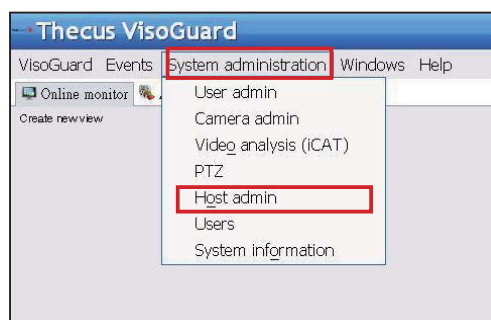 Thecus VisoGuard
VisoGuard Events System administration Windows Help
Online monitor
User admin
Create new view
Camera admin
Video analysis (iCAT)
PTZ
Host admin
Users
System information